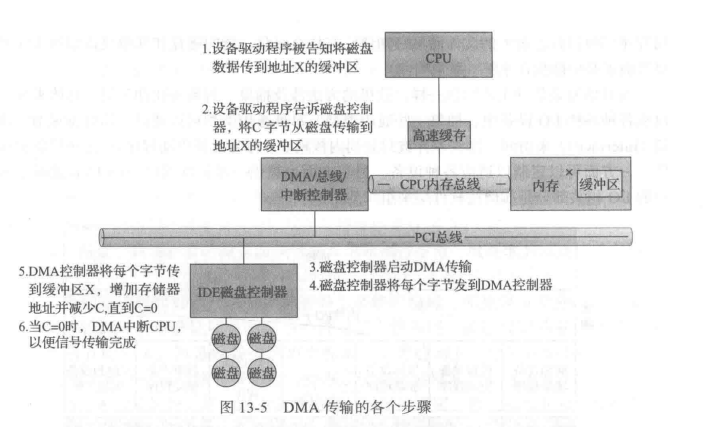 1.设备驱动程序被告知将磁盘
数据传到地址X的缓冲区
CPU
2.设备驱动程序告诉磁盘控制
器，将C 字节从磁盘传输到
地址X的缓冲区
高速缓存
DMA/总线/
中断控制器
CPU内存总线
内存
×
缓冲区
PCI总线
5.DMA控制器将每个字节传
到缓冲区X，增加存储器
地址并减少C,直到C=0
6.当C=0时，DMA中断CPU，
以便信号传输完成
IDE磁盘控制器
3.磁盘控制器启动DMA传输
4.磁盘控制器将每个字节发到DMA控制器
磁盘 磁盘
磁盘 磁盘
图 13-5 DMA 传输的各个步骤